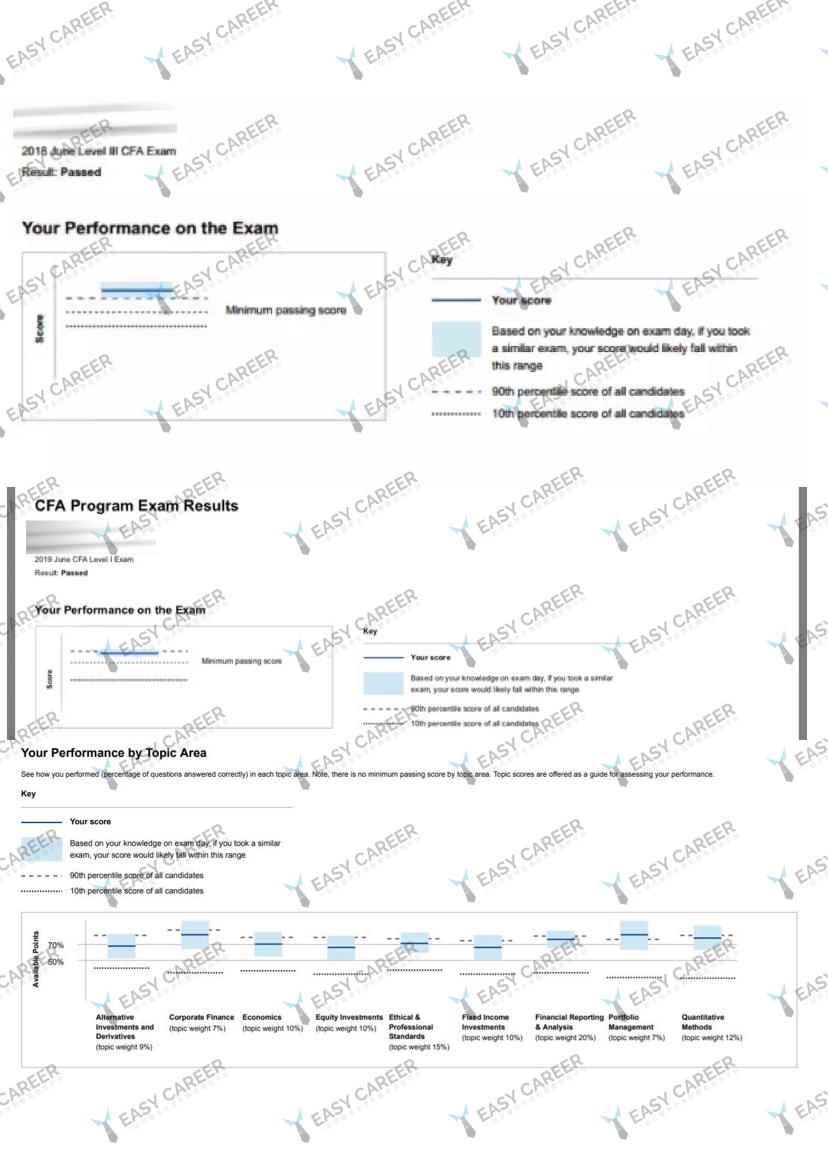 EASY CAREER
2018 June Level III CFA Exam
Result: Passed
Your Performance on the Exam
Score
Minimum passing score
Key
Your score
Based on your knowledge on exam day, if you took
a similar exam, your score would likely fall within
this range
90th percentile score of all candidates
10th percentile score of all candidates
CFA Program Exam Results
2019 June CFA Level I Exam
Result: Passed
Your Performance on the Exam
Score
Minimum passing score
Key
Your score
Based on your knowledge on exam day, if you took a similar
exam, your score would likely fall within this range
90th percentile score of all candidates
10th percentile score of all candidates
Your Performance by Topic Area
See how you performed (percentage of questions answered correctly) in each topic area. Note, there is no minimum passing score by topic area. Topic scores are offered as a guide for assessing your performance.
Key
Your score
Based on your knowledge on exam day, if you took a similar
exam, your score would likely fall within this range
90th percentile score of all candidates
10th percentile score of all candidates
Available Points
70%
50%
Alternative
Investments and
Derivatives
(topic weight 9%)
Corporate Finance
(topic weight 7%)
Economics
(topic weight 10%)
Equity Investments
(topic weight 10%)
Ethical &
Professional
Standards
(topic weight 15%)
Fixed Income
Investments
(topic weight 10%)
Financial Reporting
& Analysis
(topic weight 20%)
Portfolio
Management
(topic weight 7%)
Quantitative
Methods
(topic weight 12%)